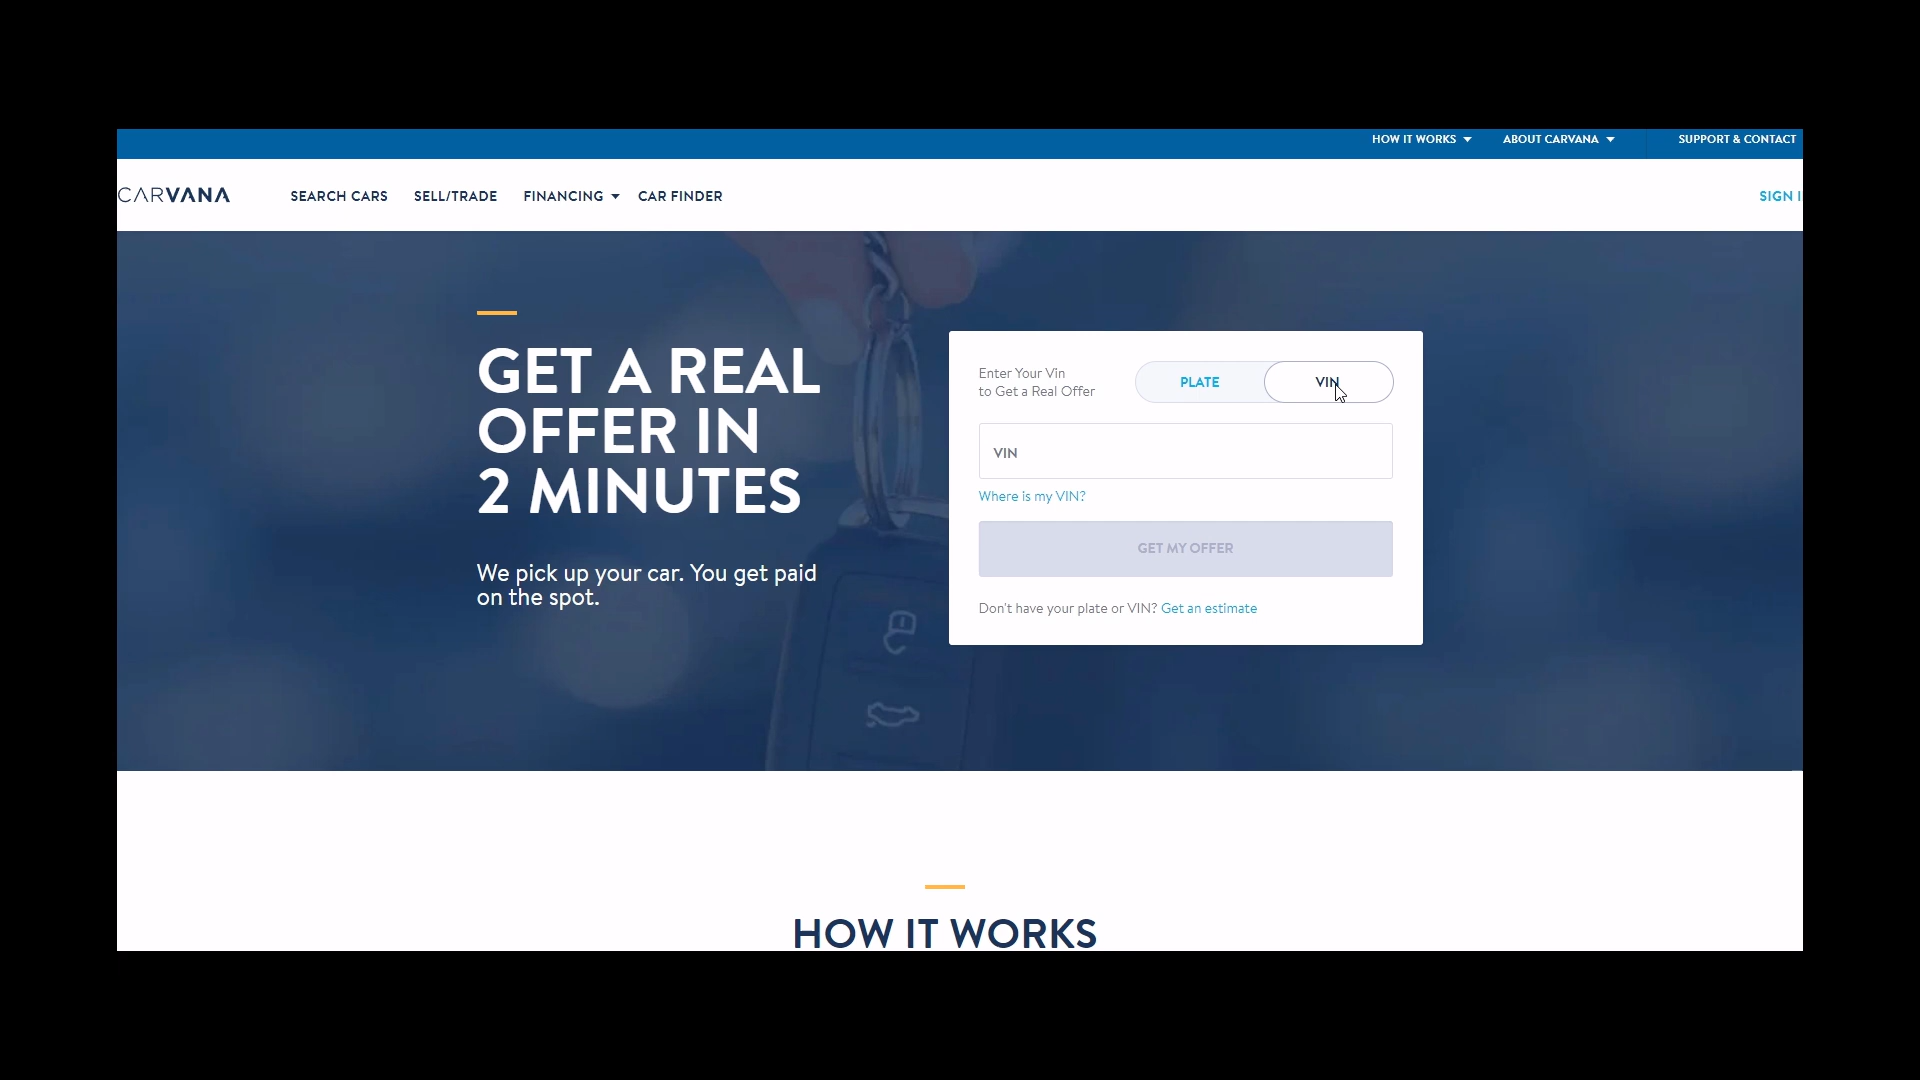 HOW IT WORKS ABOUT CARVANA SUPPORT & CONTACT
CARVANA SEARCH CARS SELL/TRADE FINANCING CAR FINDER SIGN I
GET A REAL
OFFER IN
2 MINUTES
We pick up your car. You get paid
on the spot.
Enter Your Vin
to Get a Real Offer
PLATE VIN
VIN
Where is my VIN?
GET MY OFFER
Don't have your plate or VIN? Get an estimate
HOW IT WORKS